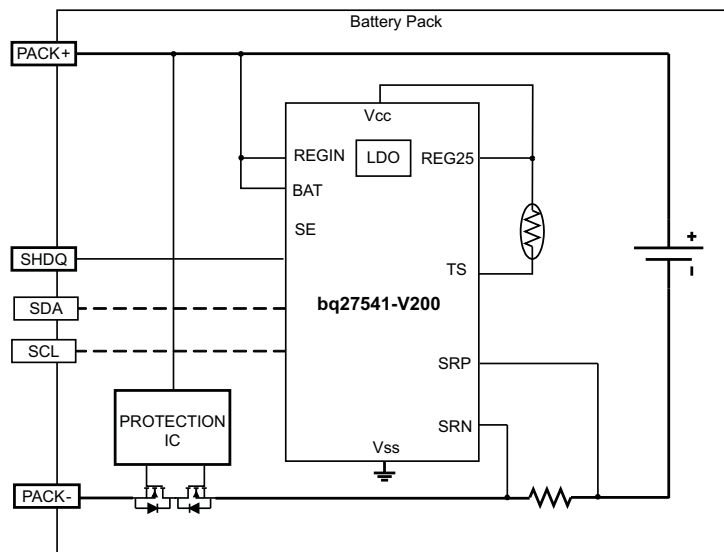 Battery Pack
PACK+
Vcc
REGIN
LDO
REG25
BAT
SE
+
SHDQ
-
TS
SDA
bq27541-V200
SCL
SRP
PROTECTION
IC
SRN
Vss
PACK-